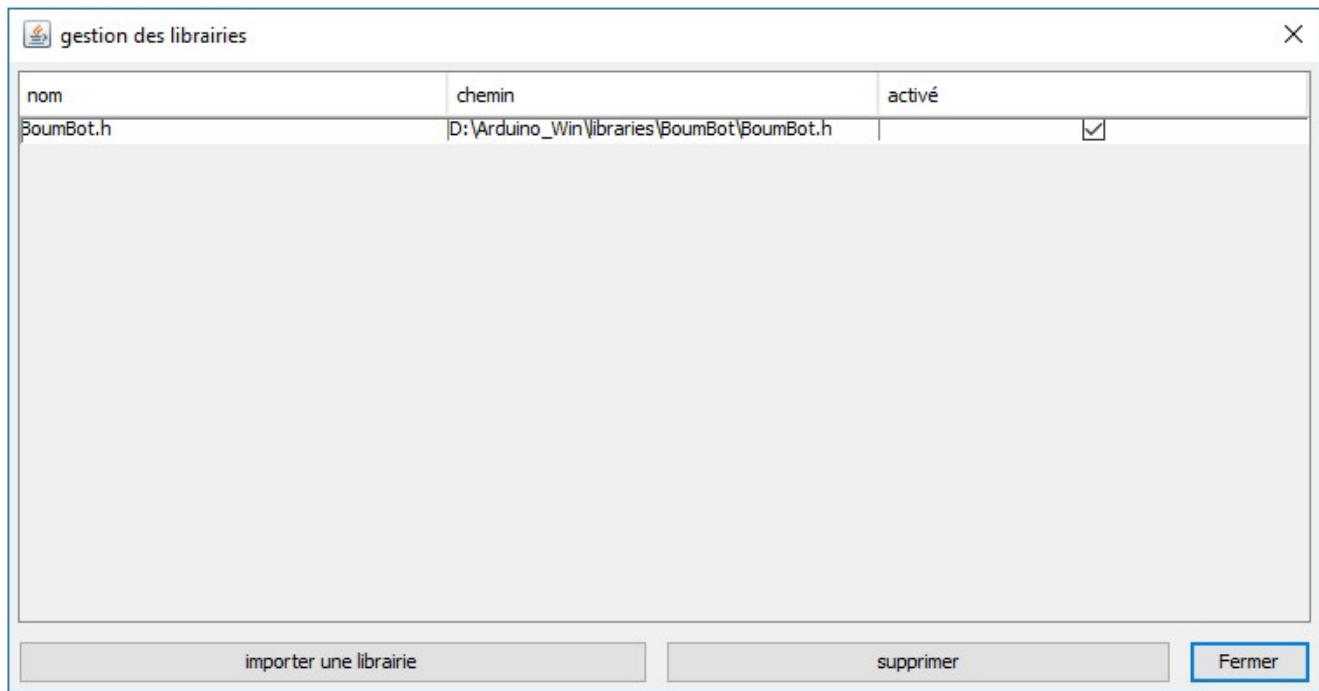 gestion des librairies
nom chemin activé
BoumBot.h D:\Arduino_Win\libraries\BoumBot\BoumBot.h
importer une librairie supprimer Fermer